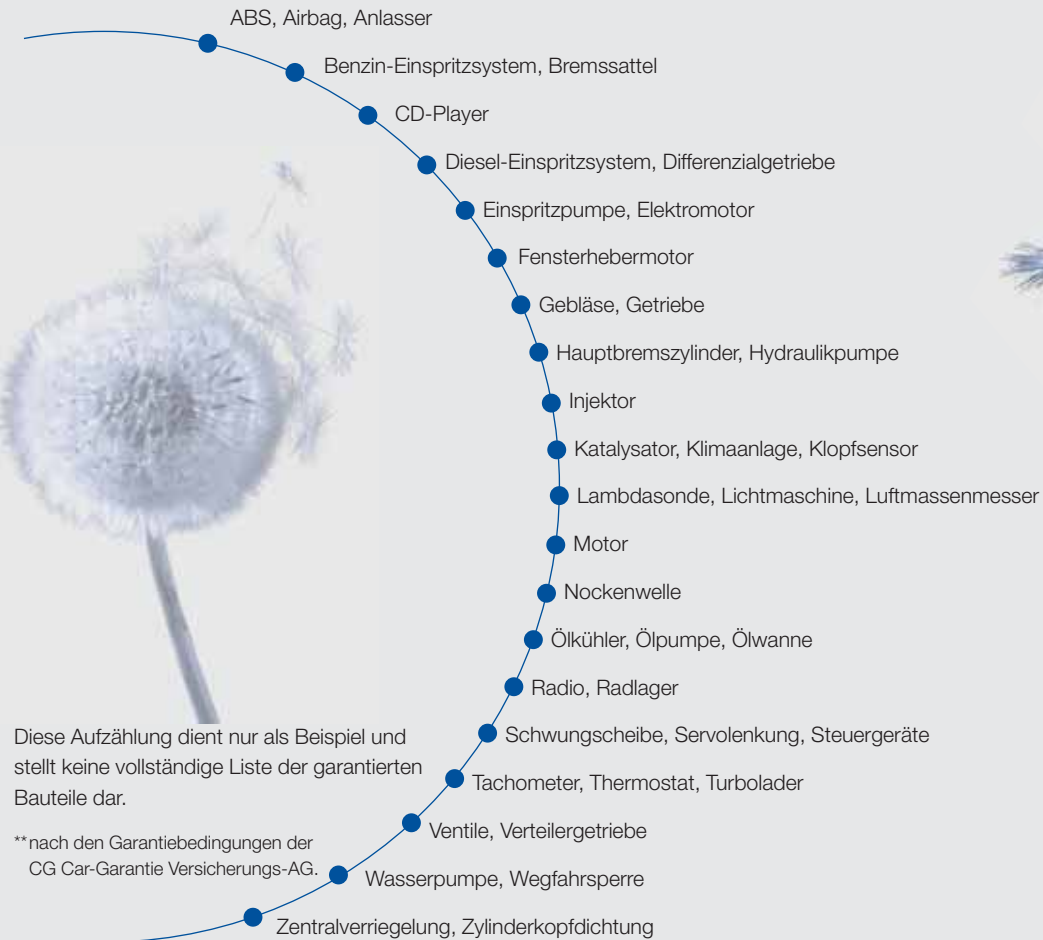 ABS, Airbag, Anlasser
Benzin-Einspritzsystem, Bremssattel
CD-Player
Diesel-Einspritzsystem, Differenzialgetriebe
Einspritzpumpe, Elektromotor
Fensterhebermotor
Gebläse, Getriebe
Hauptbremszylinder, Hydraulikpumpe
Injektor
Katalysator, Klimaanlage, Klopfsensor
Lambdasonde, Lichtmaschine, Luftmassenmesser
Motor
Nockenwelle
Ölkühler, Ölpumpe, Ölwanne
Radio, Radlager
Schwungscheibe, Servolenkung, Steuergeräte
Tachometer, Thermostat, Turbolader
Ventile, Verteilergetriebe
Wasserpumpe, Wegfahrsperre
Zentralverriegelung, Zylinderkopfdichtung
Diese Aufzählung dient nur als Beispiel und
stellt keine vollständige Liste der garantierten
Bauteile dar.
**nach den Garantiebedingungen der
CG Car-Garantie Versicherungs-AG.